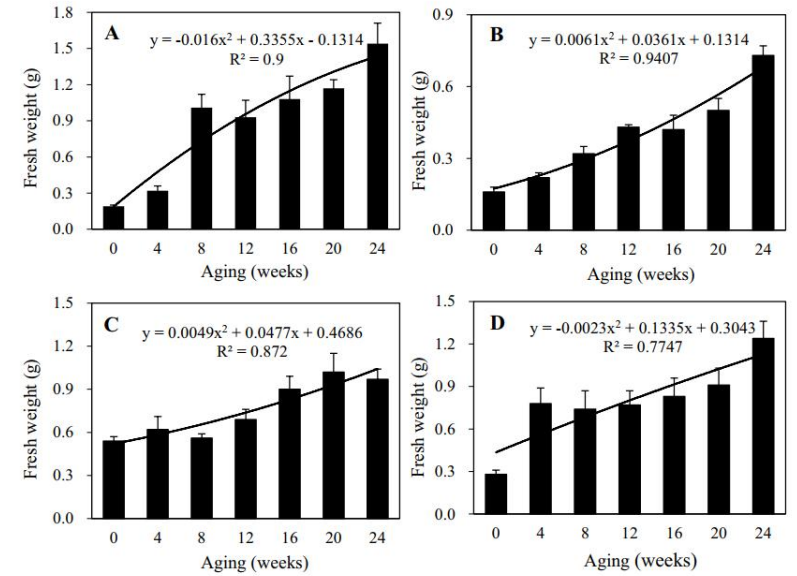 A
y = -0.016x² + 0.3355x - 0.1314
R² = 0.9
Fresh weight (g)
1.8
1.5
1.2
0.9
0.6
0.3
0.0
0 4 8 12 16 20 24
Aging (weeks)
B
y = 0.0061x² + 0.0361x + 0.1314
R² = 0.9407
Fresh weight (g)
0.9
0.6
0.3
0.0
0 4 8 12 16 20 24
Aging (weeks)
C
y = 0.0049x² + 0.0477x + 0.4686
R² = 0.872
Fresh weight (g)
1.5
1.2
0.9
0.6
0.3
0.0
0 4 8 12 16 20 24
Aging (weeks)
D
y = -0.0023x² + 0.1335x + 0.3043
R² = 0.7747
Fresh weight (g)
1.5
1.2
0.9
0.6
0.3
0.0
0 4 8 12 16 20 24
Aging (weeks)